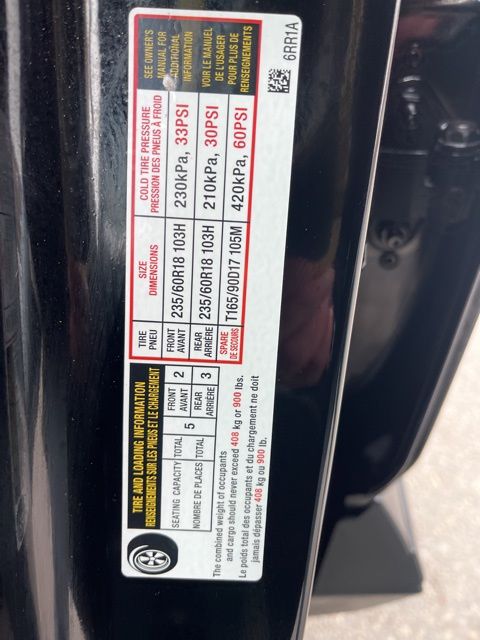 TIRE AND LOADING INFORMATION
RENSEIGNEMENTS SUR LES PNEUS ET LE CHARGEMENT
SEATING CAPACITY TOTAL 5 FRONT AVANT 2
NOMBRE DE PLACES TOTAL REAR ARRIÈRE 3
The combined weight of occupants
and cargo should never exceed 408 kg or 900 lbs.
Le poids total des occupants et du chargement ne doit
jamais dépasser 408 kg ou 900 lb.
TIRE PNEU
SIZE DIMENSIONS
COLD TIRE PRESSURE
PRESSION DES PNEUS À FROID
FRONT AVANT 235/60R18 103H 230kPa, 33PSI
REAR ARRIÈRE 235/60R18 103H 210kPa, 30PSI
SPARE DE SECOURS T165/90D17 105M 420kPa, 60PSI
SEE OWNER'S
MANUAL FOR
ADDITIONAL
INFORMATION
VOIR LE MANUEL
DE L'USAGER
POUR PLUS DE
RENSEIGNEMENTS
6RR1A